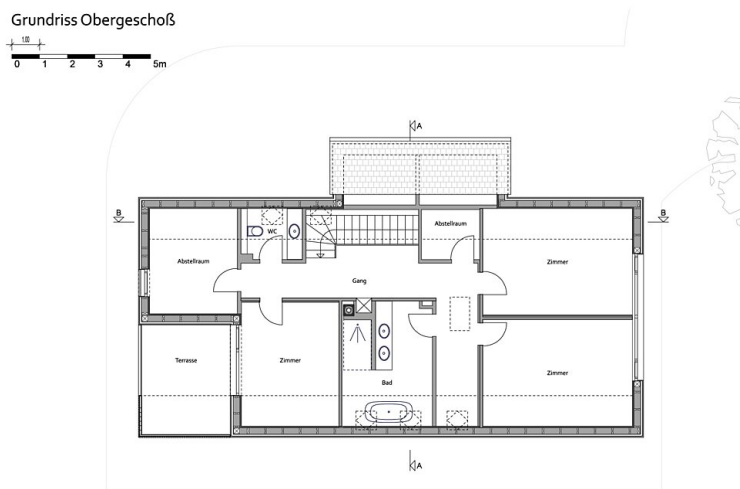 Grundriss Obergeschoß
1.00
0 1 2 3 4 5m
A
B B
WC
Abstellraum
Abstellraum
Zimmer
Gang
Terrasse
Zimmer
Zimmer
Bad
A